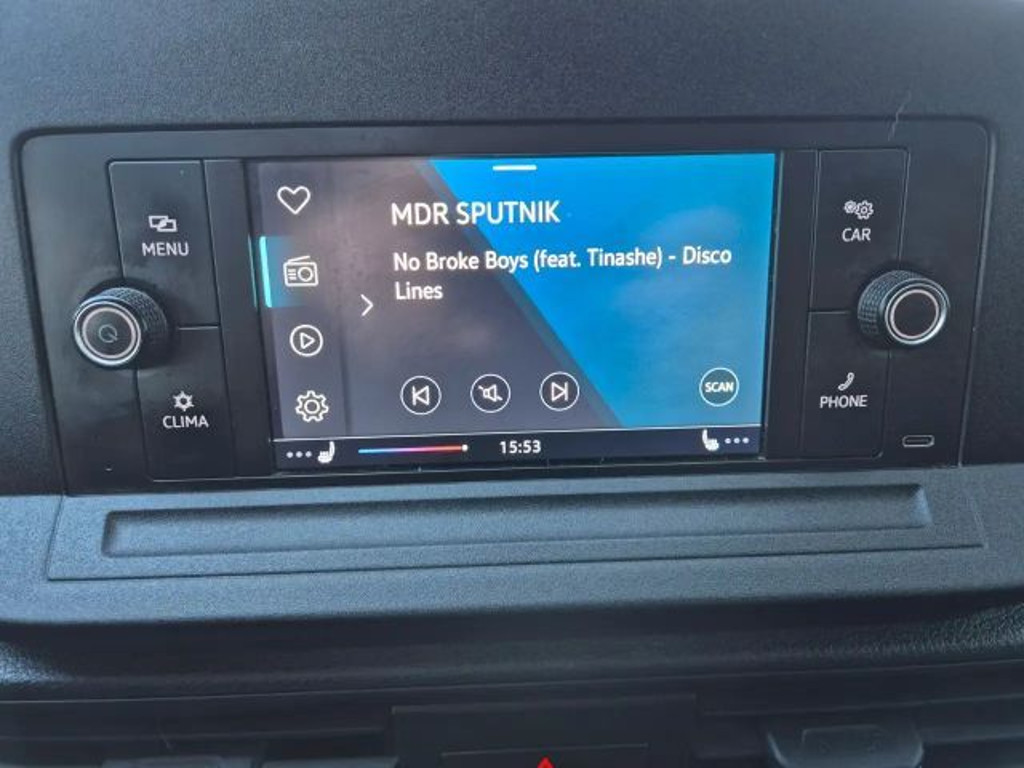 MENU
CLIMA
MDR SPUTNIK
No Broke Boys (feat. Tinashe) - Disco
Lines
SCAN
15:53
CAR
PHONE